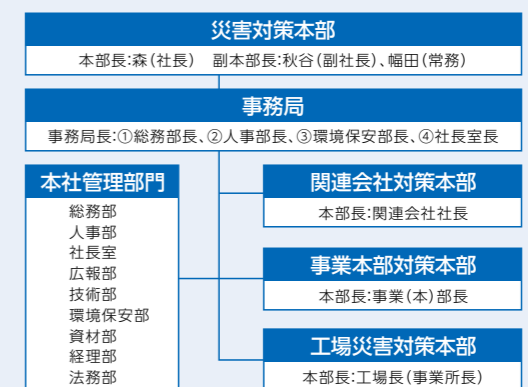 災害対策本部
本部長:森(社長) 副本部長:秋谷(副社長)、幅田(常務)
事務局
事務局長:①総務部長、②人事部長、③環境保安部長、④社長室長
本社管理部門
総務部
人事部
社長室
広報部
技術部
環境保安部
資材部
経理部
法務部
関連会社対策本部
本部長:関連会社社長
事業本部対策本部
本部長:事業(本)部長
工場災害対策本部
本部長:工場長(事業所長)